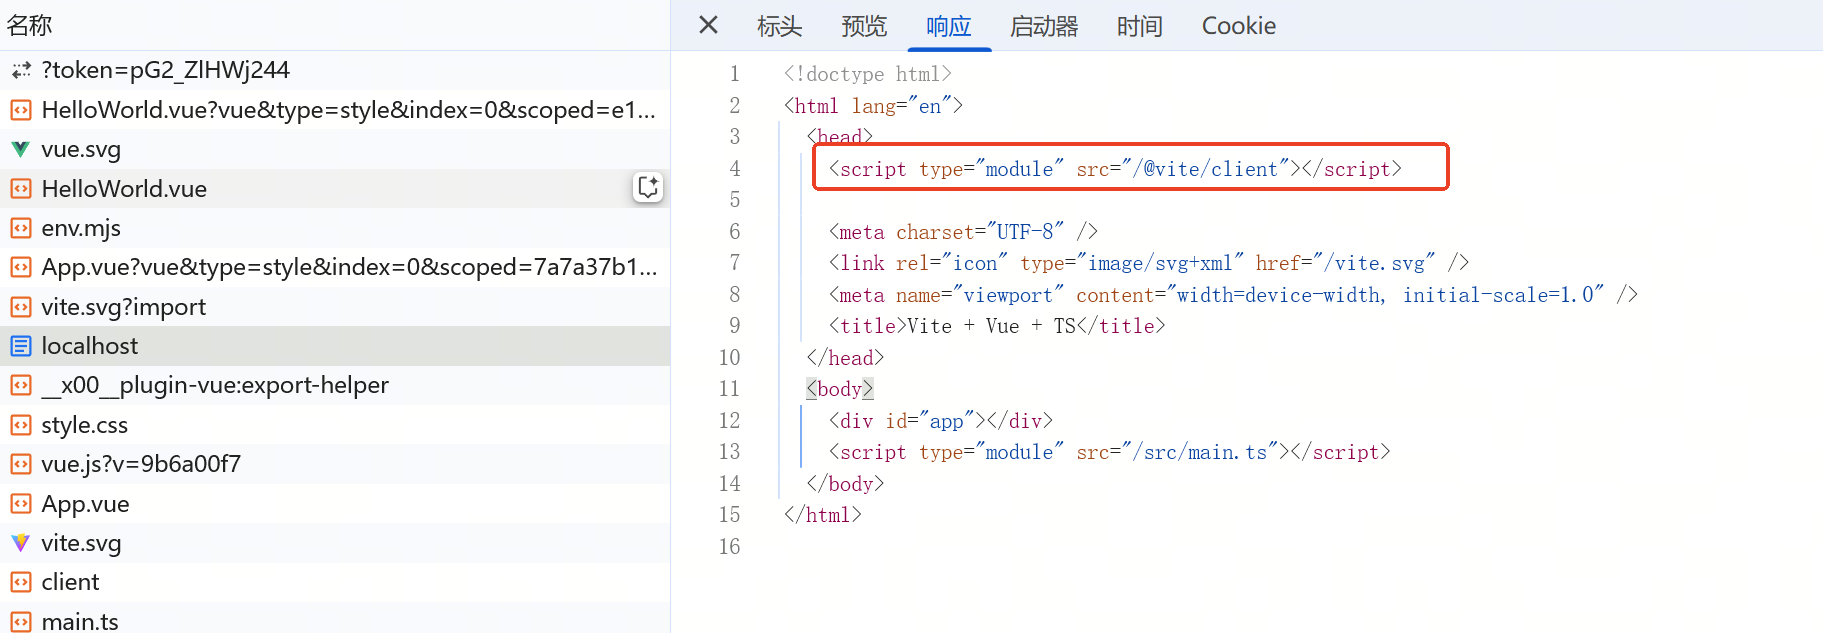 名称
?token=pG2_ZlHWj244
HelloWorld.vue?vue&type=style&index=0&scoped=e1...
vue.svg
HelloWorld.vue
env.mjs
App.vue?vue&type=style&index=0&scoped=7a7a37b1...
vite.svg?import
localhost
__x00__plugin-vue:export-helper
style.css
vue.js?v=9b6a00f7
App.vue
vite.svg
client
main.ts
标头 预览 响应 启动器 时间 Cookie
1 <!doctype html>
2 <html lang="en">
3 <head>
4 <script type="module" src="/@vite/client"></script>
5
6 <meta charset="UTF-8" />
7 <link rel="icon" type="image/svg+xml" href="/vite.svg" />
8 <meta name="viewport" content="width=device-width, initial-scale=1.0" />
9 <title>Vite + Vue + TS</title>
10 </head>
11 <body>
12 <div id="app"></div>
13 <script type="module" src="/src/main.ts"></script>
14 </body>
15 </html>
16